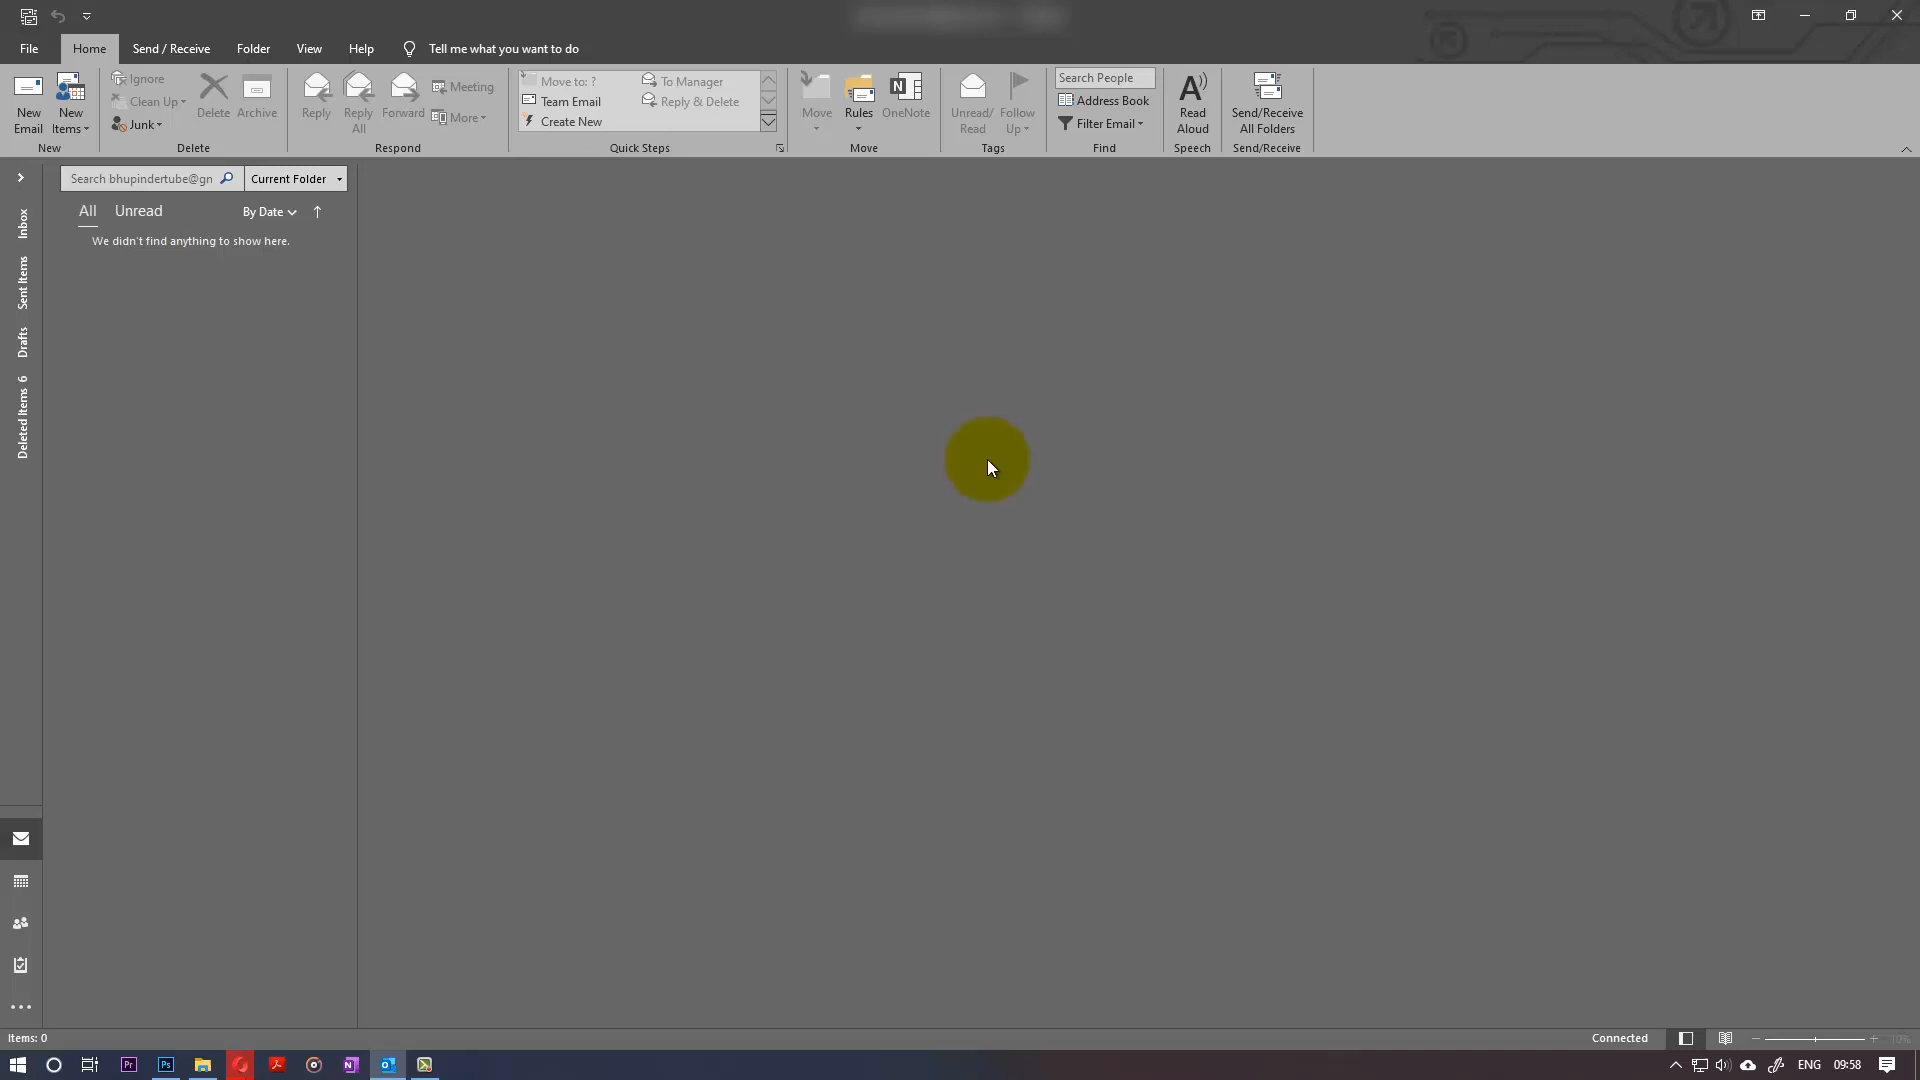 File
Home
Send / Receive
Folder
View
Help
Tell me what you want to do
New
Email
New
Items
New
Ignore
Clean Up
Junk
Delete
Archive
Delete
Reply
Reply
All
Forward
Meeting
More
Respond
Move to: ?
Team Email
Create New
To Manager
Reply & Delete
Quick Steps
Move
Rules
OneNote
Move
Unread/
Read
Follow
Up
Tags
Search People
Address Book
Filter Email
Find
Read
Aloud
Speech
Send/Receive
All Folders
Send/Receive
Search bhupindertube@gn
Current Folder
All
Unread
By Date
We didn't find anything to show here.
Inbox
Sent Items
Drafts
Deleted Items 6
Items: 0
Connected
10%
Pr
Ps
N
ENG
09:58